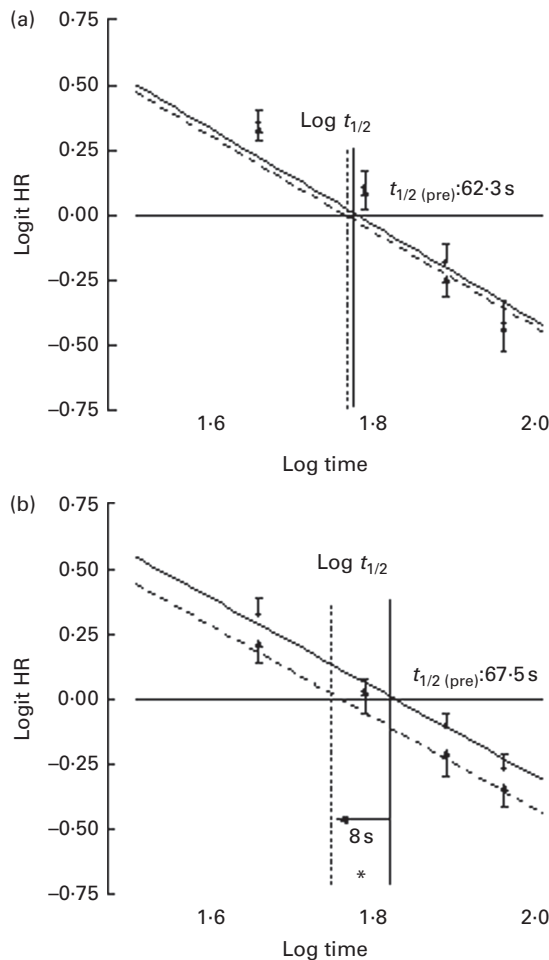 (a)
0·75
0·50
0·25
0·00
−0·25
−0·50
−0·75
Logit HR
Log t1/2
t1/2 (pre):62·3 s
1·6
1·8
2·0
Log time
(b)
0·75
0·50
0·25
0·00
−0·25
−0·50
−0·75
Logit HR
Log t1/2
t1/2 (pre):67·5 s
8 s
*
1·6
1·8
2·0
Log time